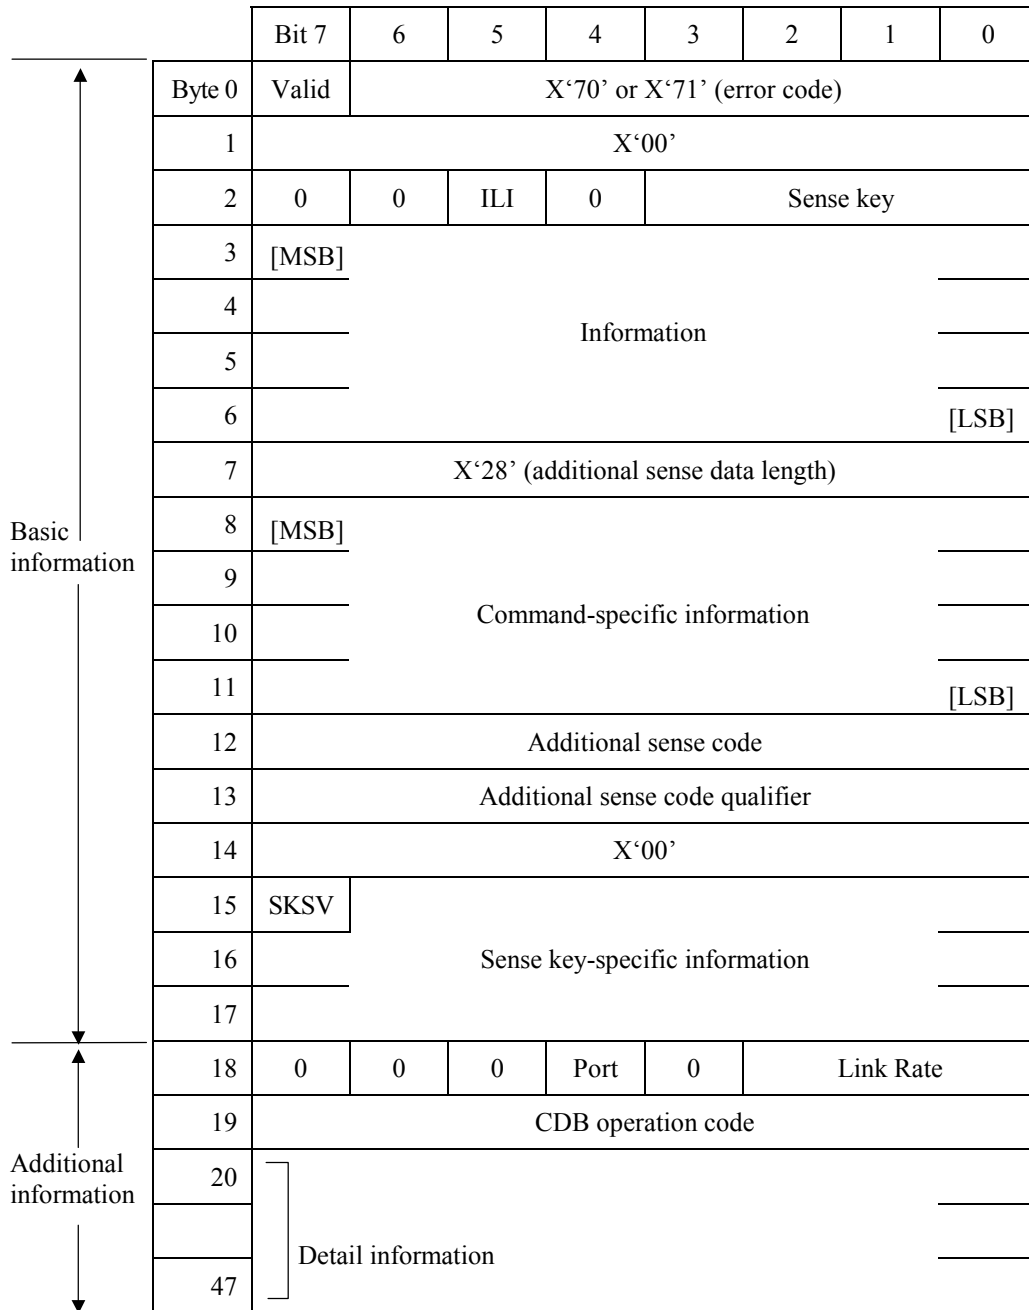 Bit 7 6 5 4 3 2 1 0
Byte 0 Valid X‘70’ or X‘71’ (error code)
1 X‘00’
2 0 0 ILI 0 Sense key
3 [MSB]
4
Information
5
6 [LSB]
7 X‘28’ (additional sense data length)
Basic
information
8 [MSB]
9
Command-specific information
10
11 [LSB]
12 Additional sense code
13 Additional sense code qualifier
14 X‘00’
15 SKSV
16 Sense key-specific information
17
18 0 0 0 Port 0 Link Rate
19 CDB operation code
Additional
information
20
Detail information
47